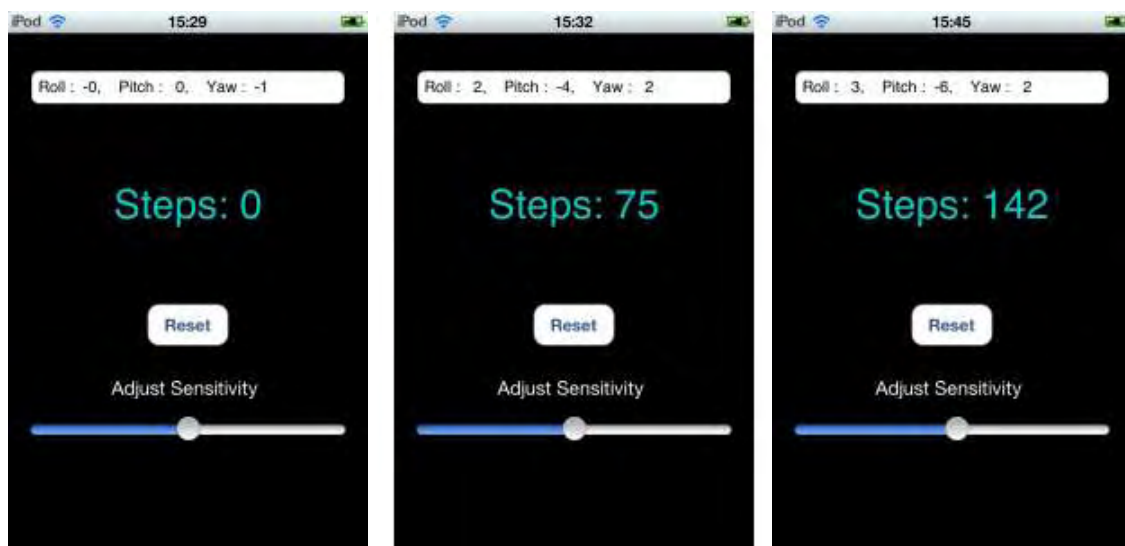 iPod 15:29
Roll : -0, Pitch : 0, Yaw : -1
Steps: 0
Reset
Adjust Sensitivity
iPod 15:32
Roll : 2, Pitch : -4, Yaw : 2
Steps: 75
Reset
Adjust Sensitivity
iPod 15:45
Roll : 3, Pitch : -6, Yaw : 2
Steps: 142
Reset
Adjust Sensitivity